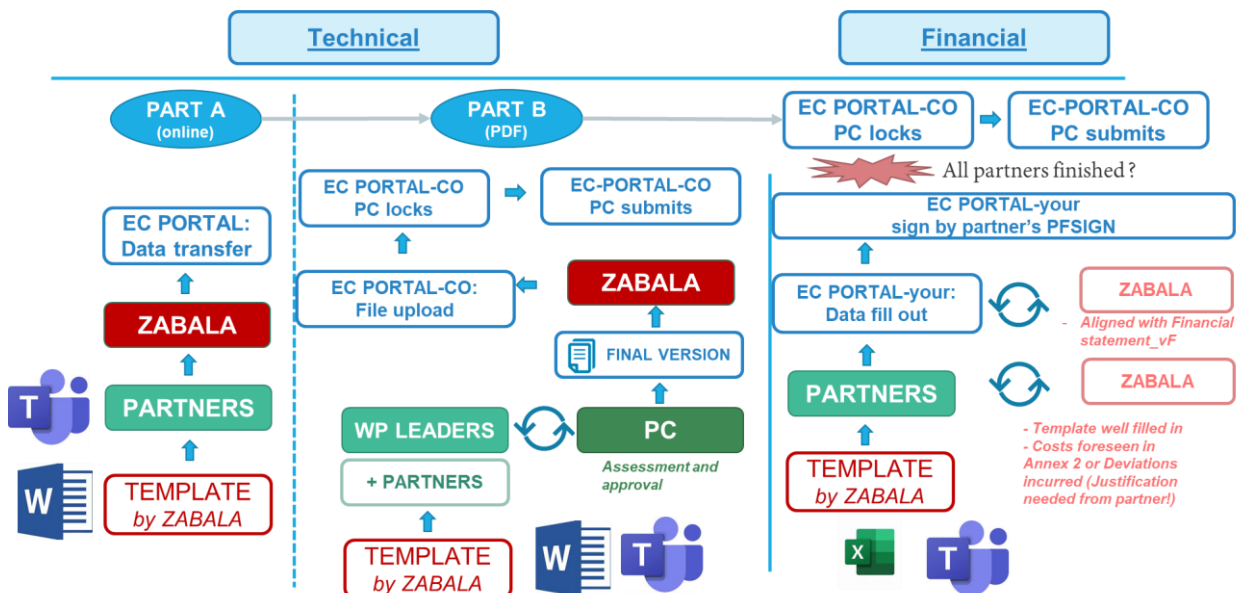 Technical
Financial
PART A
(online)
PART B
(PDF)
EC PORTAL-CO
PC locks
EC-PORTAL-CO
PC submits
All partners finished ?
EC PORTAL:
Data transfer
ZABALA
PARTNERS
TEMPLATE
by ZABALA
T
W
EC PORTAL-CO
PC locks
EC-PORTAL-CO
PC submits
EC PORTAL-CO:
File upload
ZABALA
FINAL VERSION
WP LEADERS
PC
+ PARTNERS
Assessment and
approval
TEMPLATE
by ZABALA
W
T
EC PORTAL-your
sign by partner's PFSIGN
EC PORTAL-your:
Data fill out
ZABALA
- Aligned with Financial
statement_vF
PARTNERS
ZABALA
- Template well filled in
- Costs foreseen in
Annex 2 or Deviations
incurred (Justification
needed from partner!)
TEMPLATE
by ZABALA
X
T